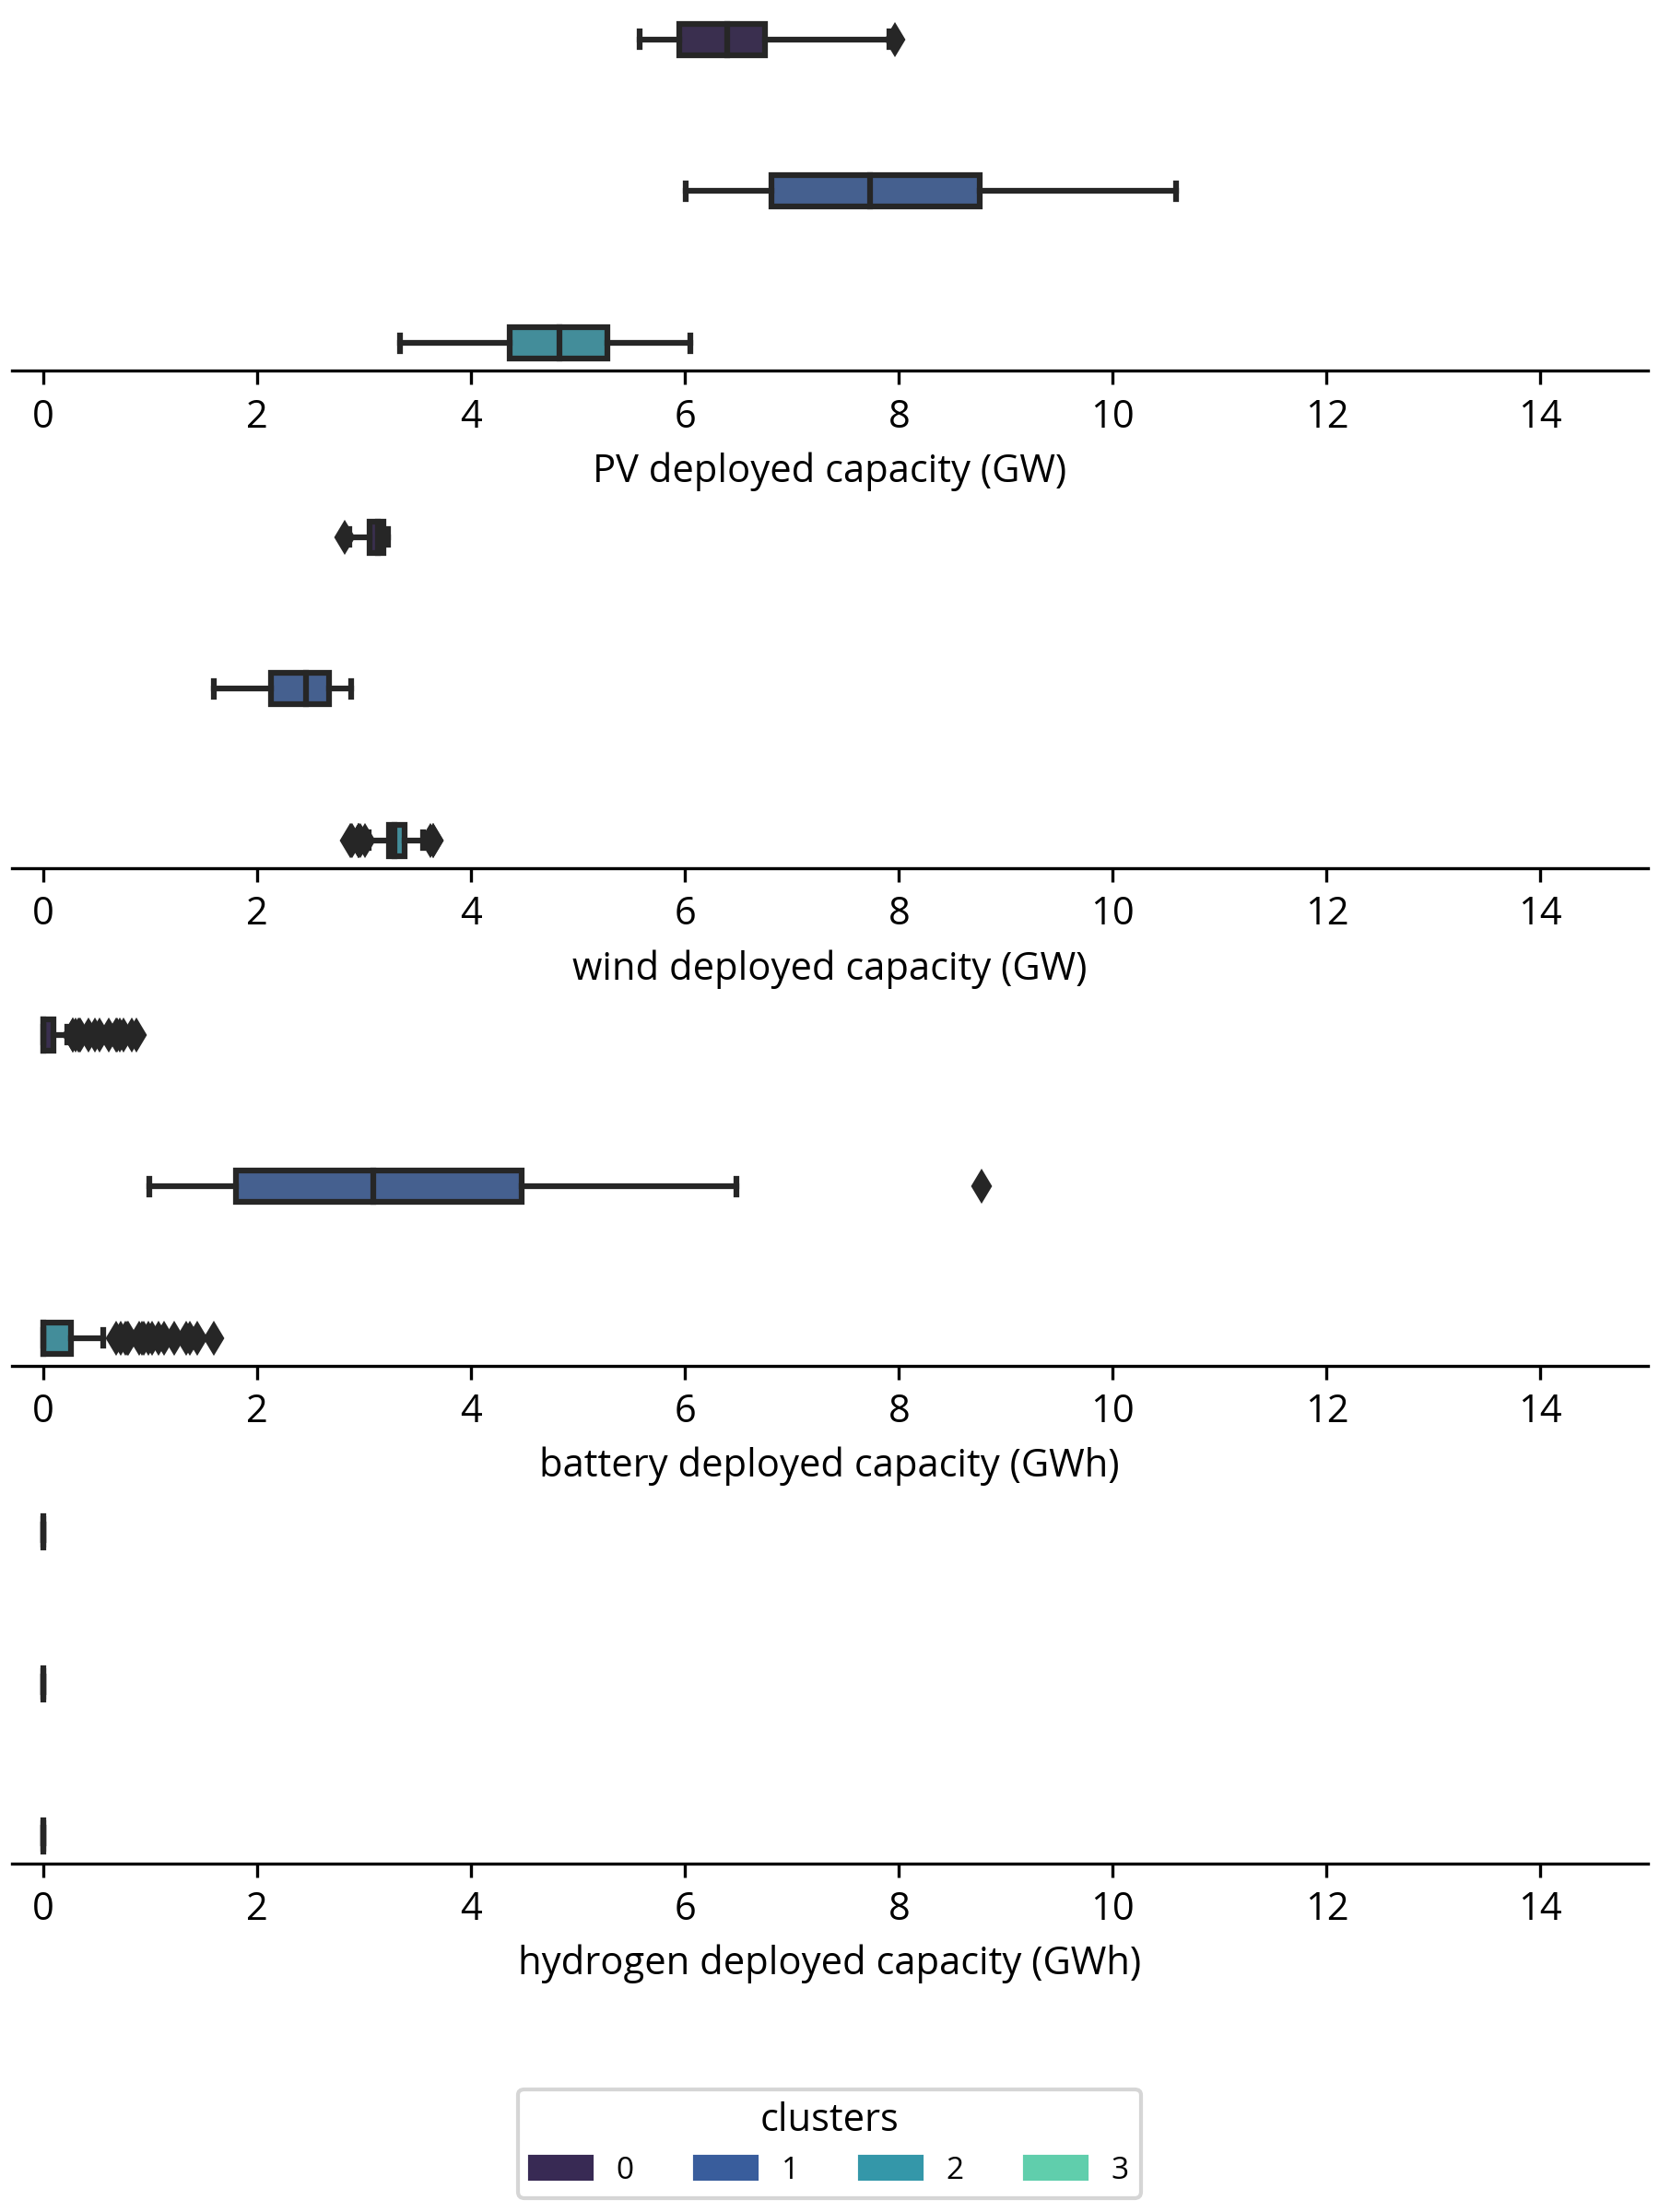 0 2 4 6 8 10 12 14
PV deployed capacity (GW)
0 2 4 6 8 10 12 14
wind deployed capacity (GW)
0 2 4 6 8 10 12 14
battery deployed capacity (GWh)
0 2 4 6 8 10 12 14
hydrogen deployed capacity (GWh)
clusters
0 1 2 3